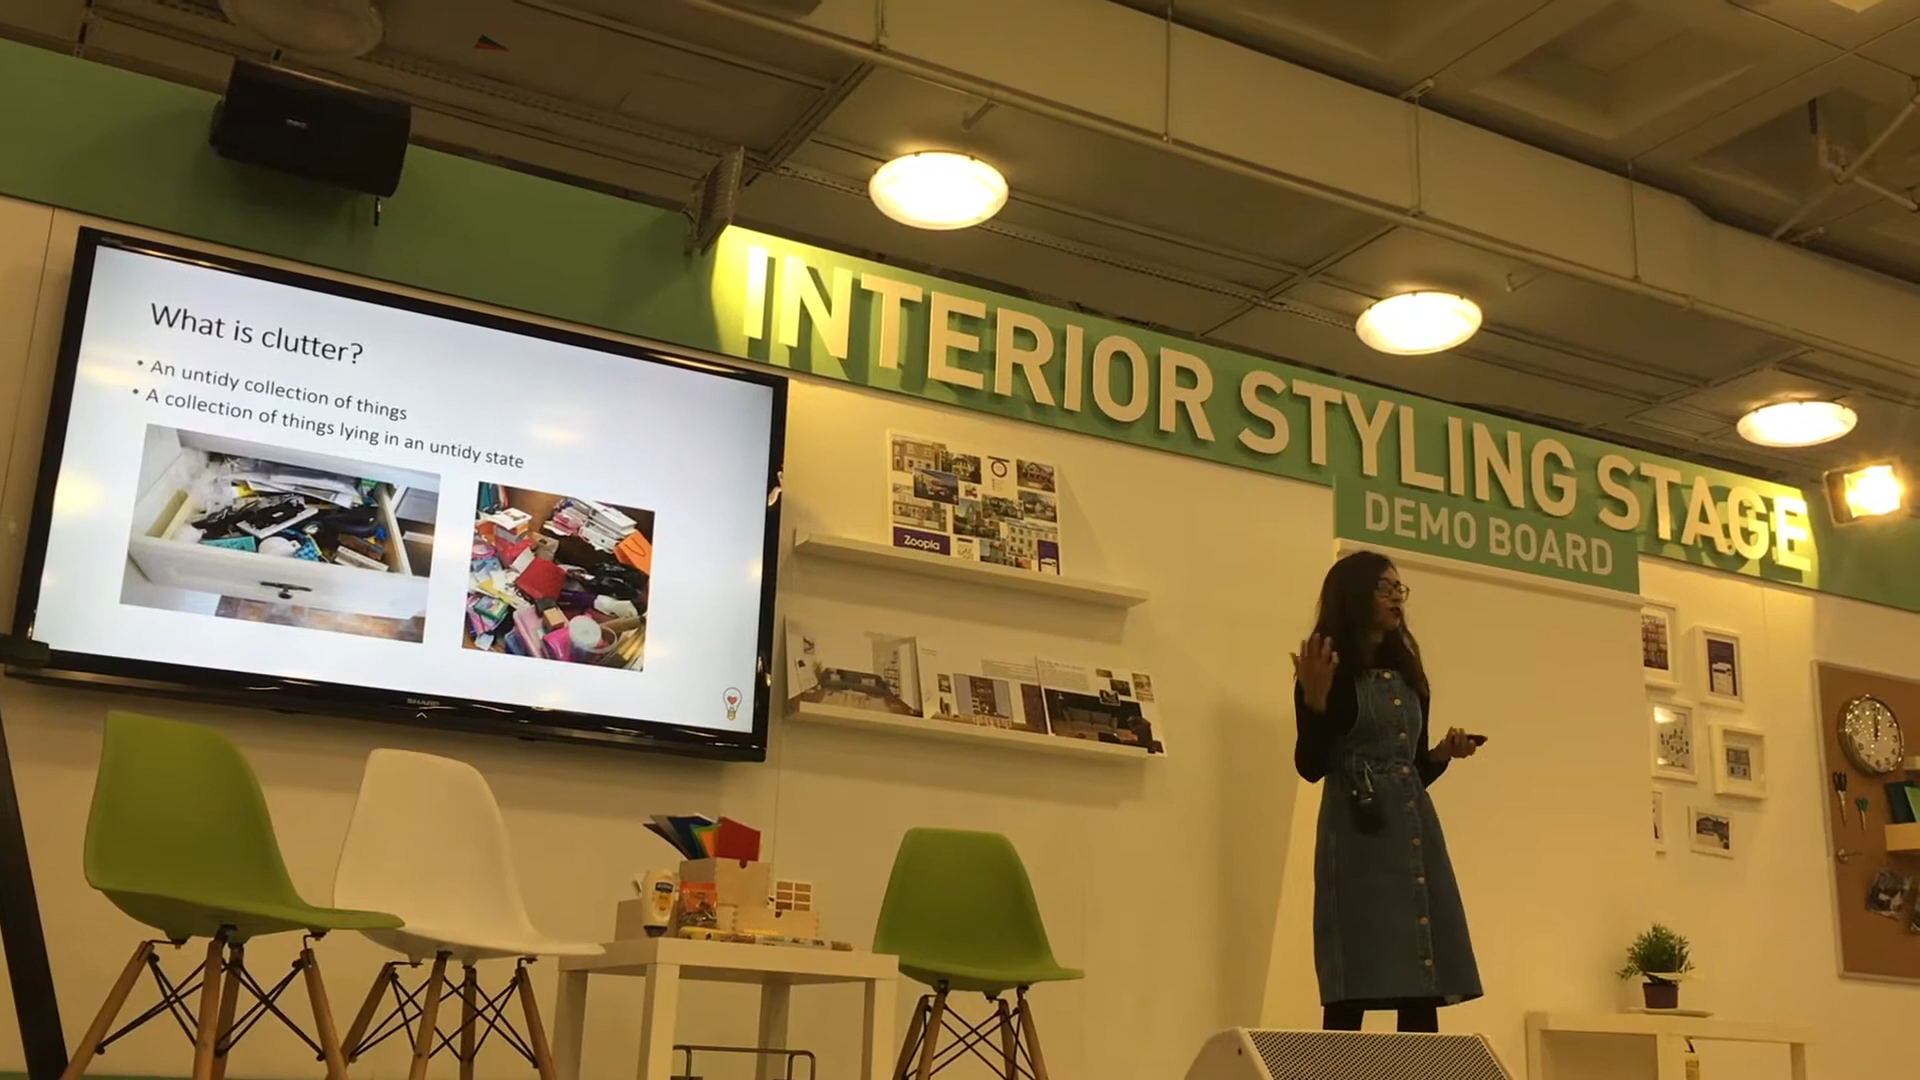 What is clutter?
• An untidy collection of things
• A collection of things lying in an untidy state
SHARP
INTERIOR STYLING STAGE
DEMO BOARD
Zoopla